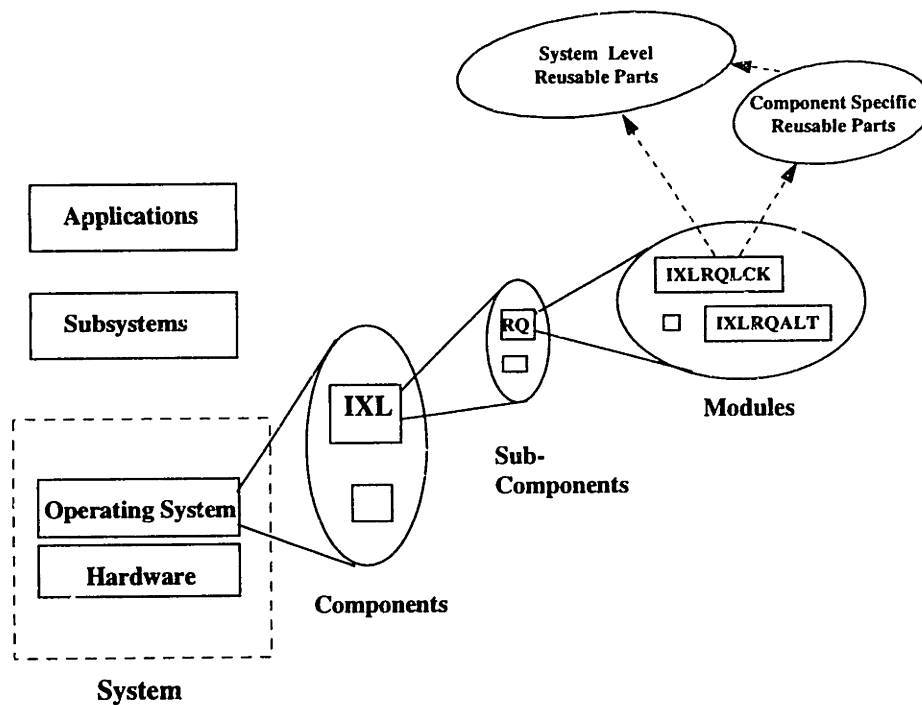 System Level
Reusable Parts
Component Specific
Reusable Parts
Applications
Subsystems
Operating System
Hardware
System
IXL
Components
RQ
Sub-
Components
IXLRQLCK
IXLRQALT
Modules